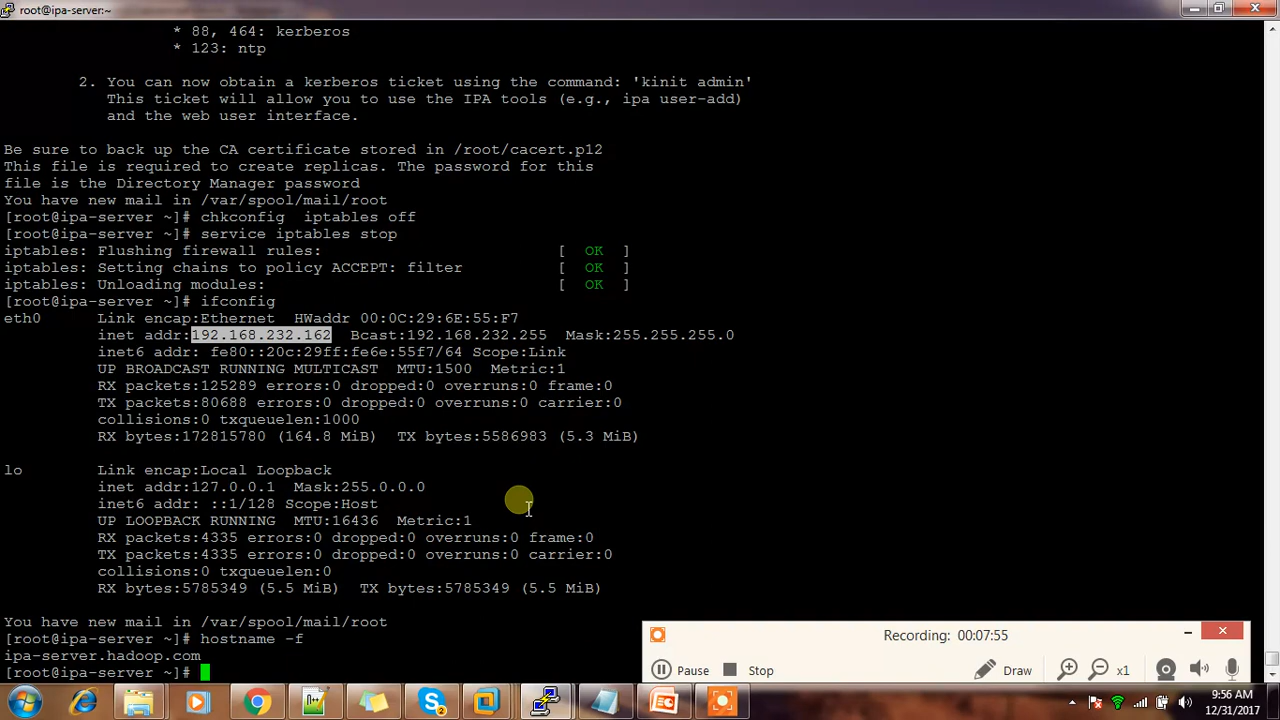 root@ipa-server:~
* 88, 464: kerberos
* 123: ntp
2. You can now obtain a kerberos ticket using the command: 'kinit admin'
This ticket will allow you to use the IPA tools (e.g., ipa user-add)
and the web user interface.
Be sure to back up the CA certificate stored in /root/cacert.p12
This file is required to create replicas. The password for this
file is the Directory Manager password
You have new mail in /var/spool/mail/root
[root@ipa-server ~]# chkconfig  iptables off
[root@ipa-server ~]# service iptables stop
iptables: Flushing firewall rules:                         [  OK  ]
iptables: Setting chains to policy ACCEPT: filter          [  OK  ]
iptables: Unloading modules:                               [  OK  ]
[root@ipa-server ~]# ifconfig
eth0      Link encap:Ethernet  HWaddr 00:0C:29:6E:55:F7
inet addr:192.168.232.162  Bcast:192.168.232.255  Mask:255.255.255.0
inet6 addr: fe80::20c:29ff:fe6e:55f7/64 Scope:Link
UP BROADCAST RUNNING MULTICAST  MTU:1500  Metric:1
RX packets:125289 errors:0 dropped:0 overruns:0 frame:0
TX packets:80688 errors:0 dropped:0 overruns:0 carrier:0
collisions:0 txqueuelen:1000
RX bytes:172815780 (164.8 MiB)  TX bytes:5586983 (5.3 MiB)
lo        Link encap:Local Loopback
inet addr:127.0.0.1  Mask:255.0.0.0
inet6 addr: ::1/128 Scope:Host
UP LOOPBACK RUNNING  MTU:16436  Metric:1
RX packets:4335 errors:0 dropped:0 overruns:0 frame:0
TX packets:4335 errors:0 dropped:0 overruns:0 carrier:0
collisions:0 txqueuelen:0
RX bytes:5785349 (5.5 MiB)  TX bytes:5785349 (5.5 MiB)
You have new mail in /var/spool/mail/root
[root@ipa-server ~]# hostname -f
ipa-server.hadoop.com
[root@ipa-server ~]#
Recording: 00:07:55
Pause Stop Draw x1
9:56 AM
12/31/2017